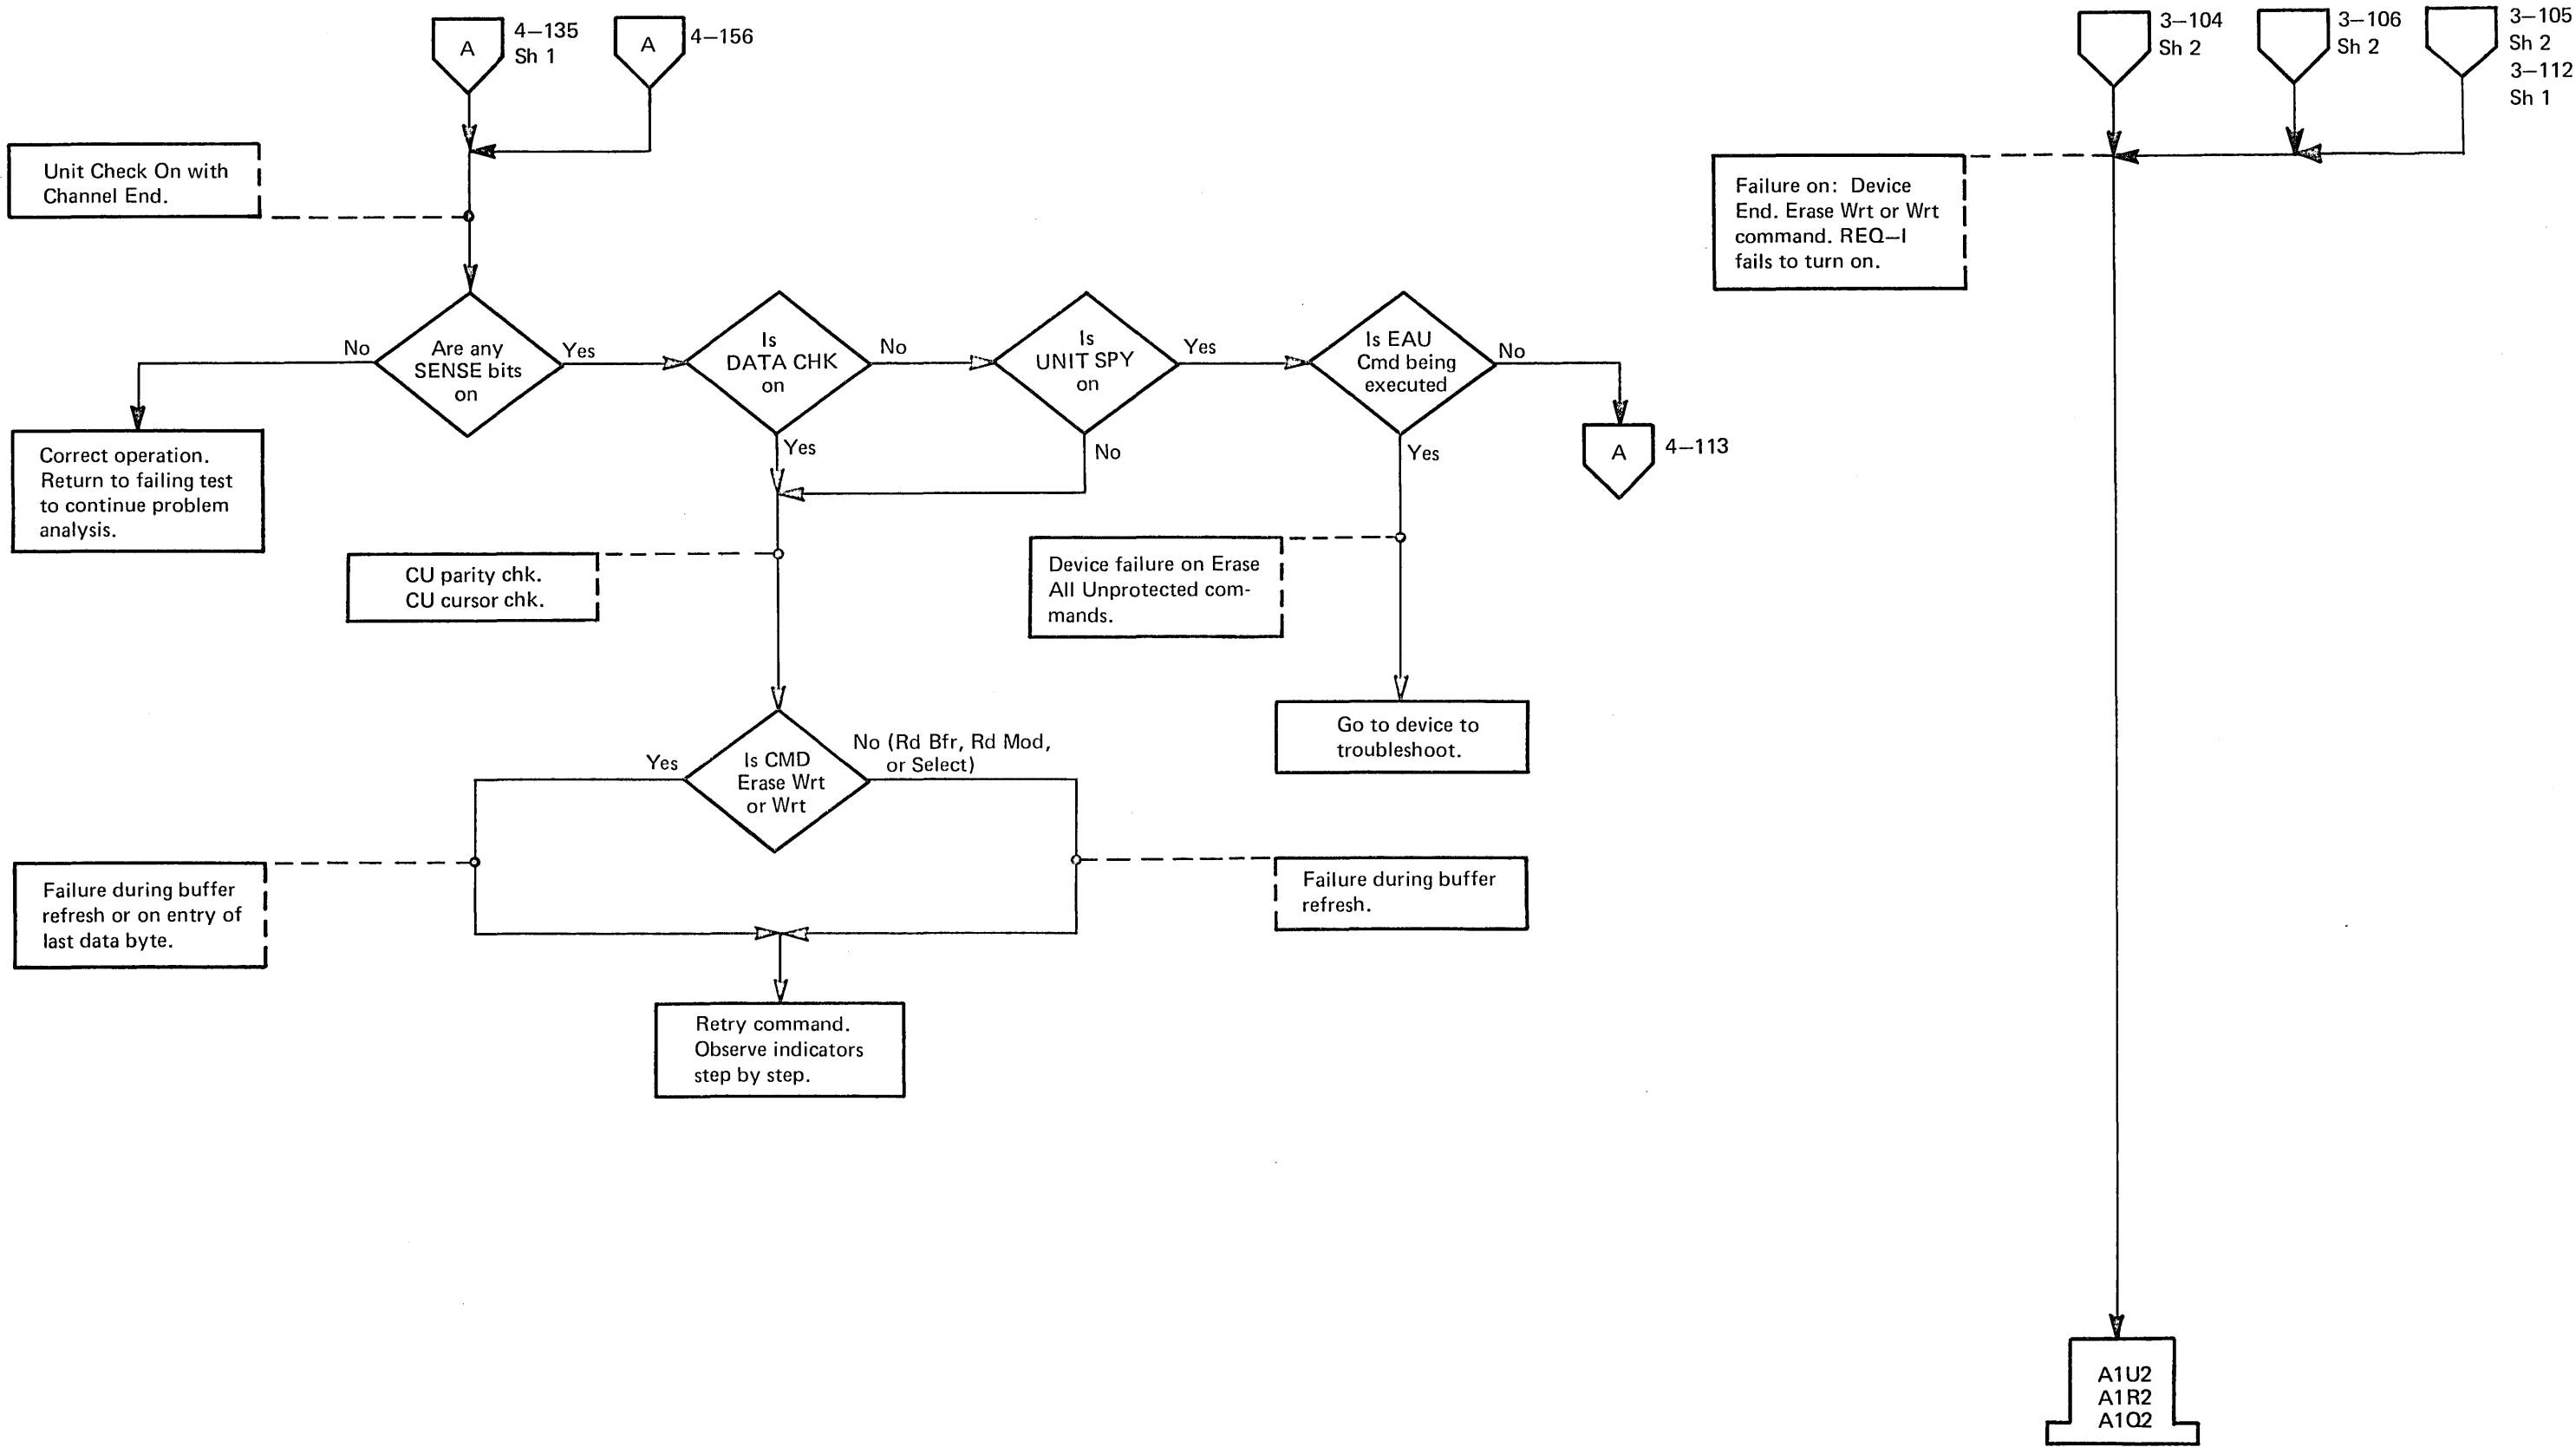 A
4—135
Sh 1
A
4—156
Unit Check On with
Channel End.
No
Are any
SENSE bits
on
Yes
Is
DATA CHK
on
No
Is
UNIT SPY
on
Yes
Is EAU
Cmd being
executed
No
A
4—113
Correct operation.
Return to failing test
to continue problem
analysis.
Yes
No
Yes
CU parity chk.
CU cursor chk.
Device failure on Erase
All Unprotected com-
mands.
Go to device to
troubleshoot.
Yes
Is CMD
Erase Wrt
or Wrt
No (Rd Bfr, Rd Mod,
or Select)
Failure during buffer
refresh or on entry of
last data byte.
Failure during buffer
refresh.
Retry command.
Observe indicators
step by step.
3—104
Sh 2
3—106
Sh 2
3—105
Sh 2
3—112
Sh 1
Failure on: Device
End. Erase Wrt or Wrt
command. REQ—I
fails to turn on.
A1U2
A1R2
A1Q2